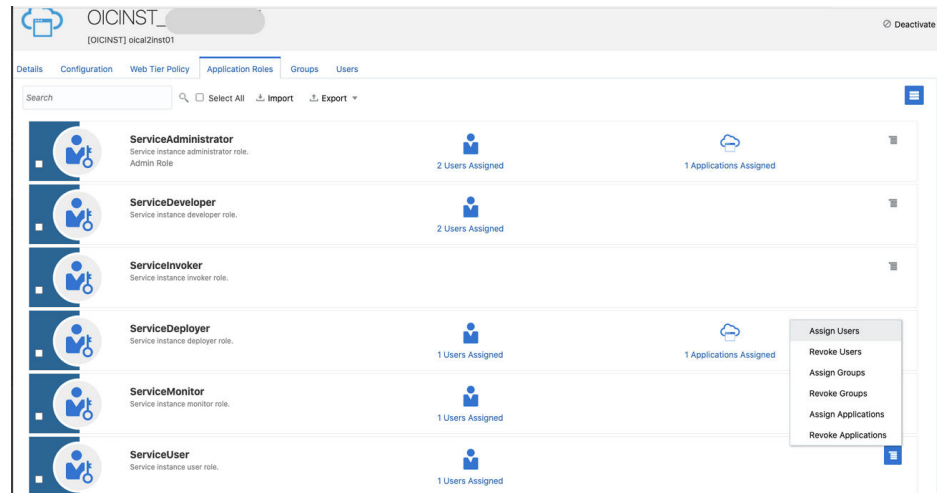 OICINST_
[OICINST] oical2inst01
Deactivate
Details Configuration Web Tier Policy Application Roles Groups Users
Search Select All Import Export
ServiceAdministrator
Service instance administrator role.
Admin Role
2 Users Assigned 1 Applications Assigned
ServiceDeveloper
Service instance developer role.
2 Users Assigned
ServiceInvoker
Service instance invoker role.
ServiceDeployer
Service instance deployer role.
1 Users Assigned 1 Applications Assigned
Assign Users
Revoke Users
Assign Groups
Revoke Groups
Assign Applications
Revoke Applications
ServiceMonitor
Service instance monitor role.
1 Users Assigned
ServiceUser
Service instance user role.
1 Users Assigned